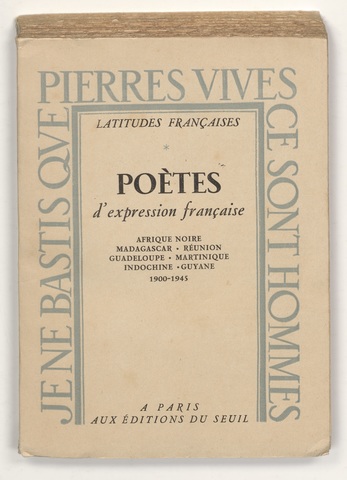 JE NE BASTIS QVE
PIERRES VIVES
CE SONT HOMMES
LATITUDES FRANÇAISES
*
POÈTES
d'expression française
AFRIQUE NOIRE
MADAGASCAR • RÉUNION
GUADELOUPE • MARTINIQUE
INDOCHINE • GUYANE
1900-1945
A PARIS
AUX ÉDITIONS DU SEUIL